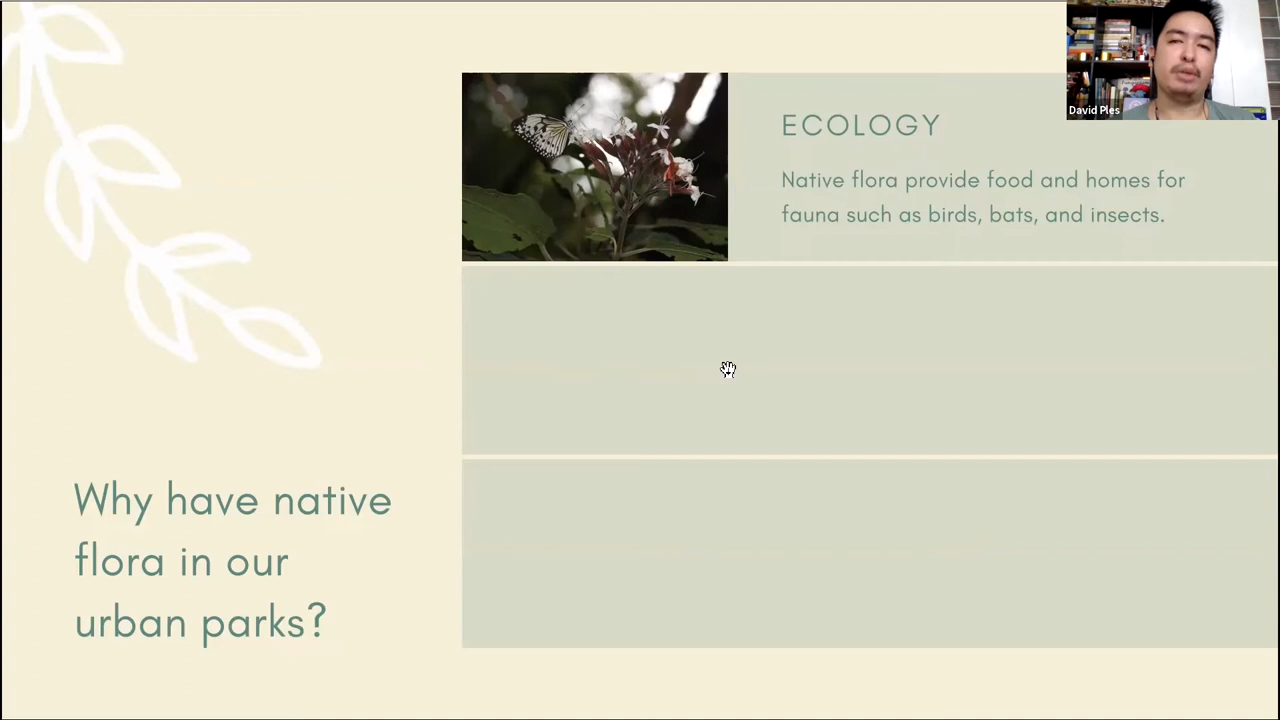 David Ples
ECOLOGY
Native flora provide food and homes for
fauna such as birds, bats, and insects.
Why have native
flora in our
urban parks?